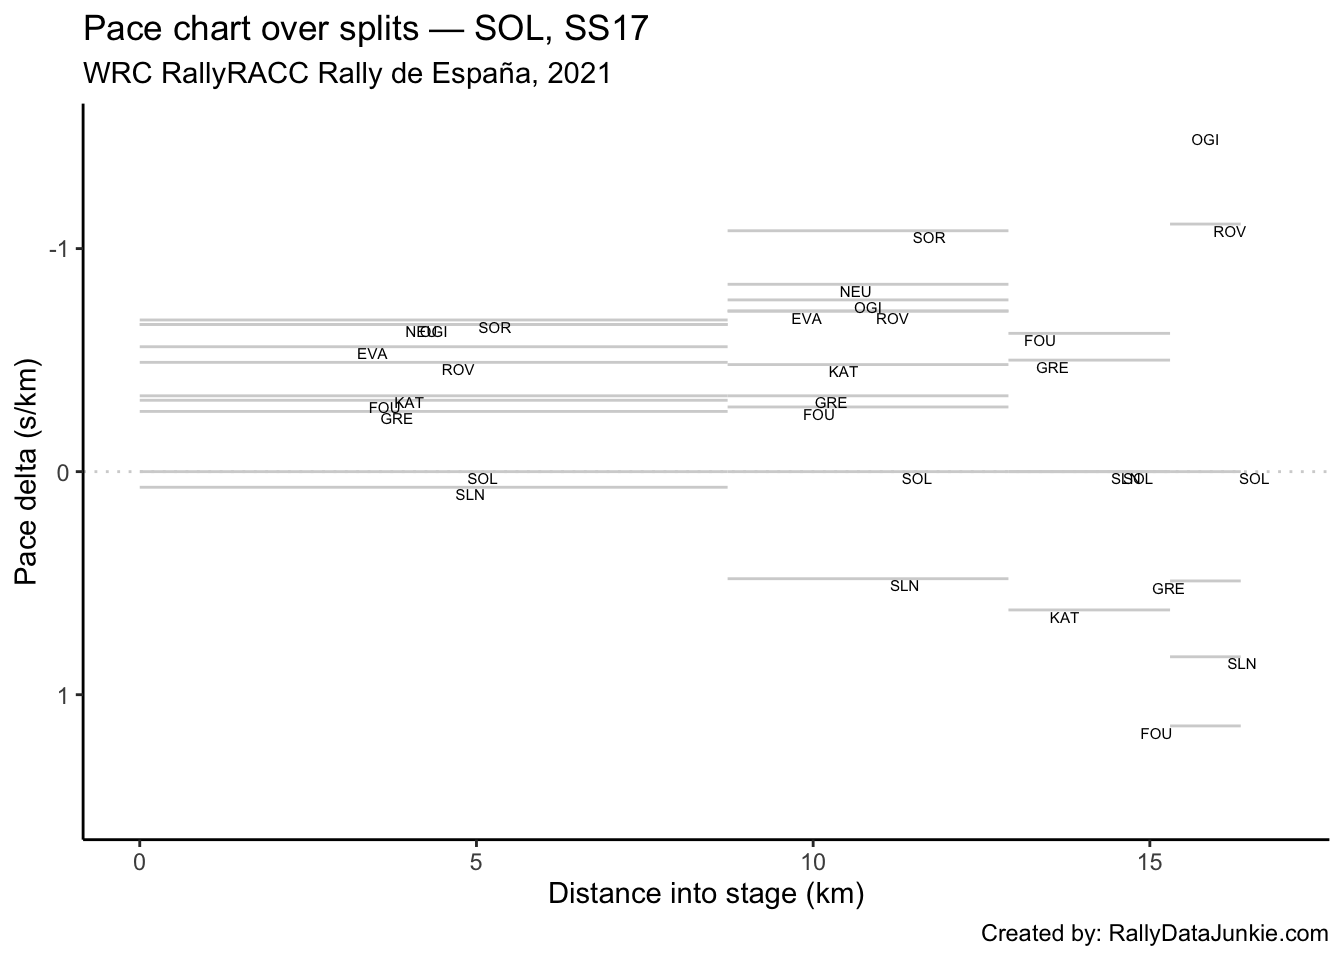 Pace chart over splits — SOL, SS17
WRC RallyRACC Rally de España, 2021
OGI
-1
ROV
SOR
NEU
OGI
EVA ROV
NEU OGI SOR
FOU
EVA
GRE
ROV
KAT
KAT
GRE
FOU
FOU
GRE
0
SOL
SOL
SLN SOL
SOL
SLN
SLN
GRE
KAT
SLN
1
FOU
Pace delta (s/km)
0 5 10 15
Distance into stage (km)
Created by: RallyDataJunkie.com